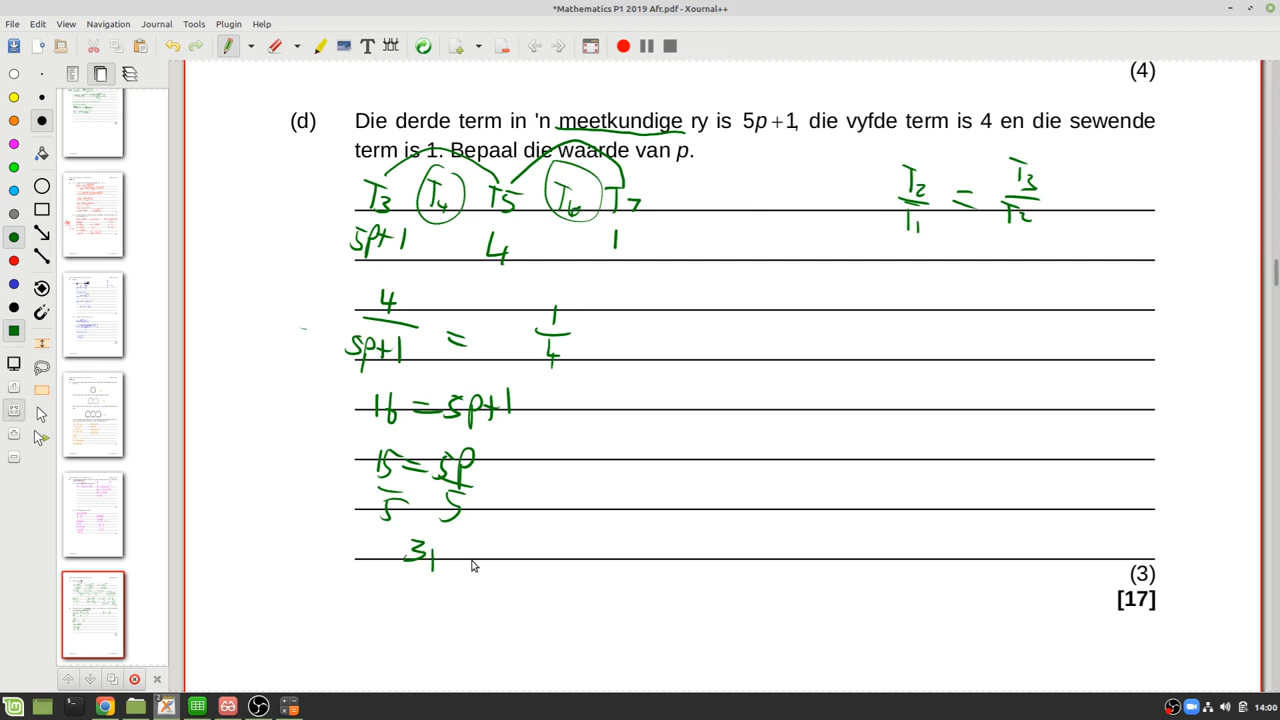 *Mathematics P1 2019 Afr.pdf - Xournal++
File Edit View Navigation Journal Tools Plugin Help
(4)
(d) Die derde term in 'n meetkundige ry is 5p+1, die vyfde term is 4 en die sewende
term is 1. Bepaal die waarde van p.
T3 T4 T5 T6 T7
5p+1 4 1
T2/T1 = T3/T2
4/5p+1 = 1/4
16 = 5p+1
15/5 = 5p/5
3
(3)
[17]
14:00